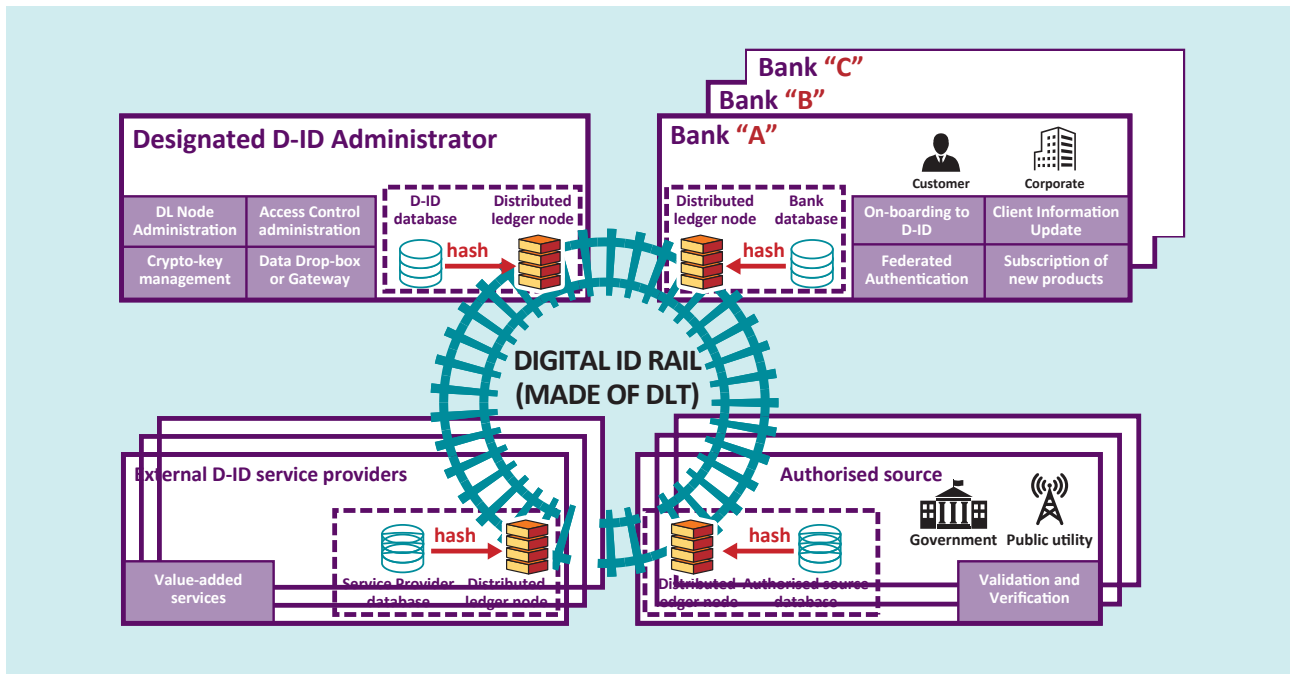 Bank “C”
Bank “B”
Bank “A”
Designated D-ID Administrator
Customer
Corporate
D-ID
database
Distributed
ledger node
hash
DL Node
Administration
Access Control
administration
Crypto-key
management
Data Drop-box
or Gateway
Distributed
ledger node
Bank
database
hash
On-boarding to
D-ID
Client Information
Update
Federated
Authentication
Subscription of
new products
DIGITAL ID RAIL
(MADE OF DLT)
External D-ID service providers
hash
Service Provider
database
Distributed
ledger node
Value-added
services
Authorised source
Government
Public utility
hash
Distributed
ledger node
Authorised source
database
Validation and
Verification